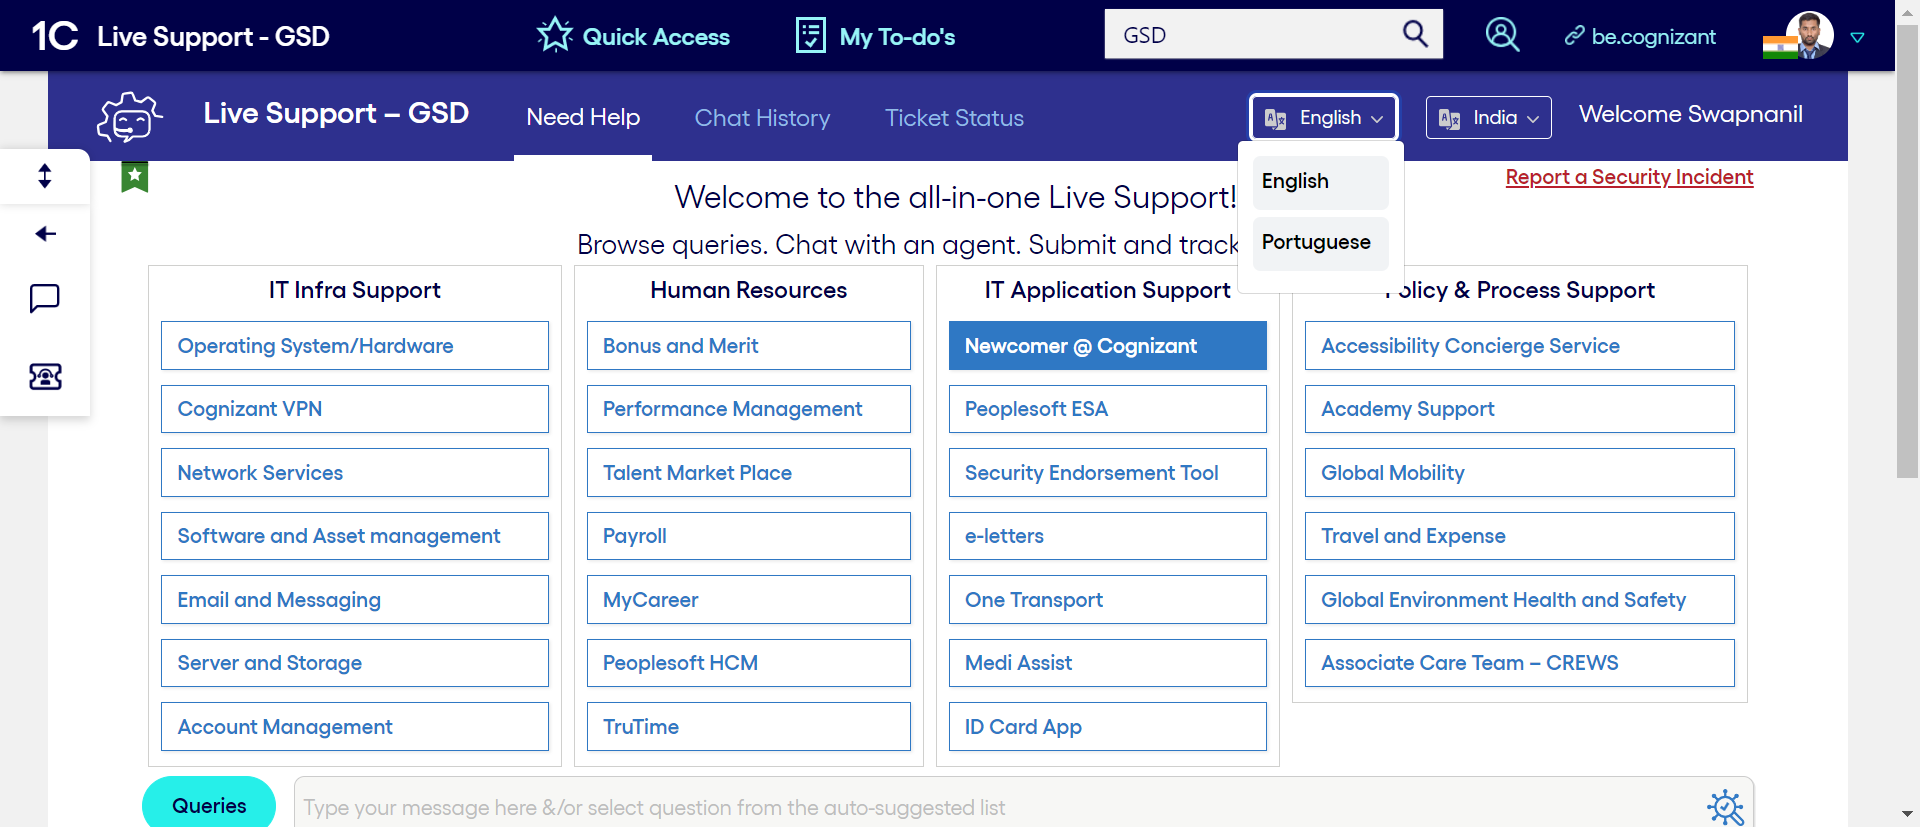 1C Live Support - GSD Quick Access My To-do's GSD be.cognizant
Live Support – GSD Need Help Chat History Ticket Status English India Welcome Swapnanil
English
Portuguese
Report a Security Incident
Welcome to the all-in-one Live Support!
Browse queries. Chat with an agent. Submit and track
IT Infra Support
Operating System/Hardware
Cognizant VPN
Network Services
Software and Asset management
Email and Messaging
Server and Storage
Account Management
Human Resources
Bonus and Merit
Performance Management
Talent Market Place
Payroll
MyCareer
Peoplesoft HCM
TruTime
IT Application Support
Newcomer @ Cognizant
Peoplesoft ESA
Security Endorsement Tool
e-letters
One Transport
Medi Assist
ID Card App
Policy & Process Support
Accessibility Concierge Service
Academy Support
Global Mobility
Travel and Expense
Global Environment Health and Safety
Associate Care Team – CREWS
Queries Type your message here &/or select question from the auto-suggested list